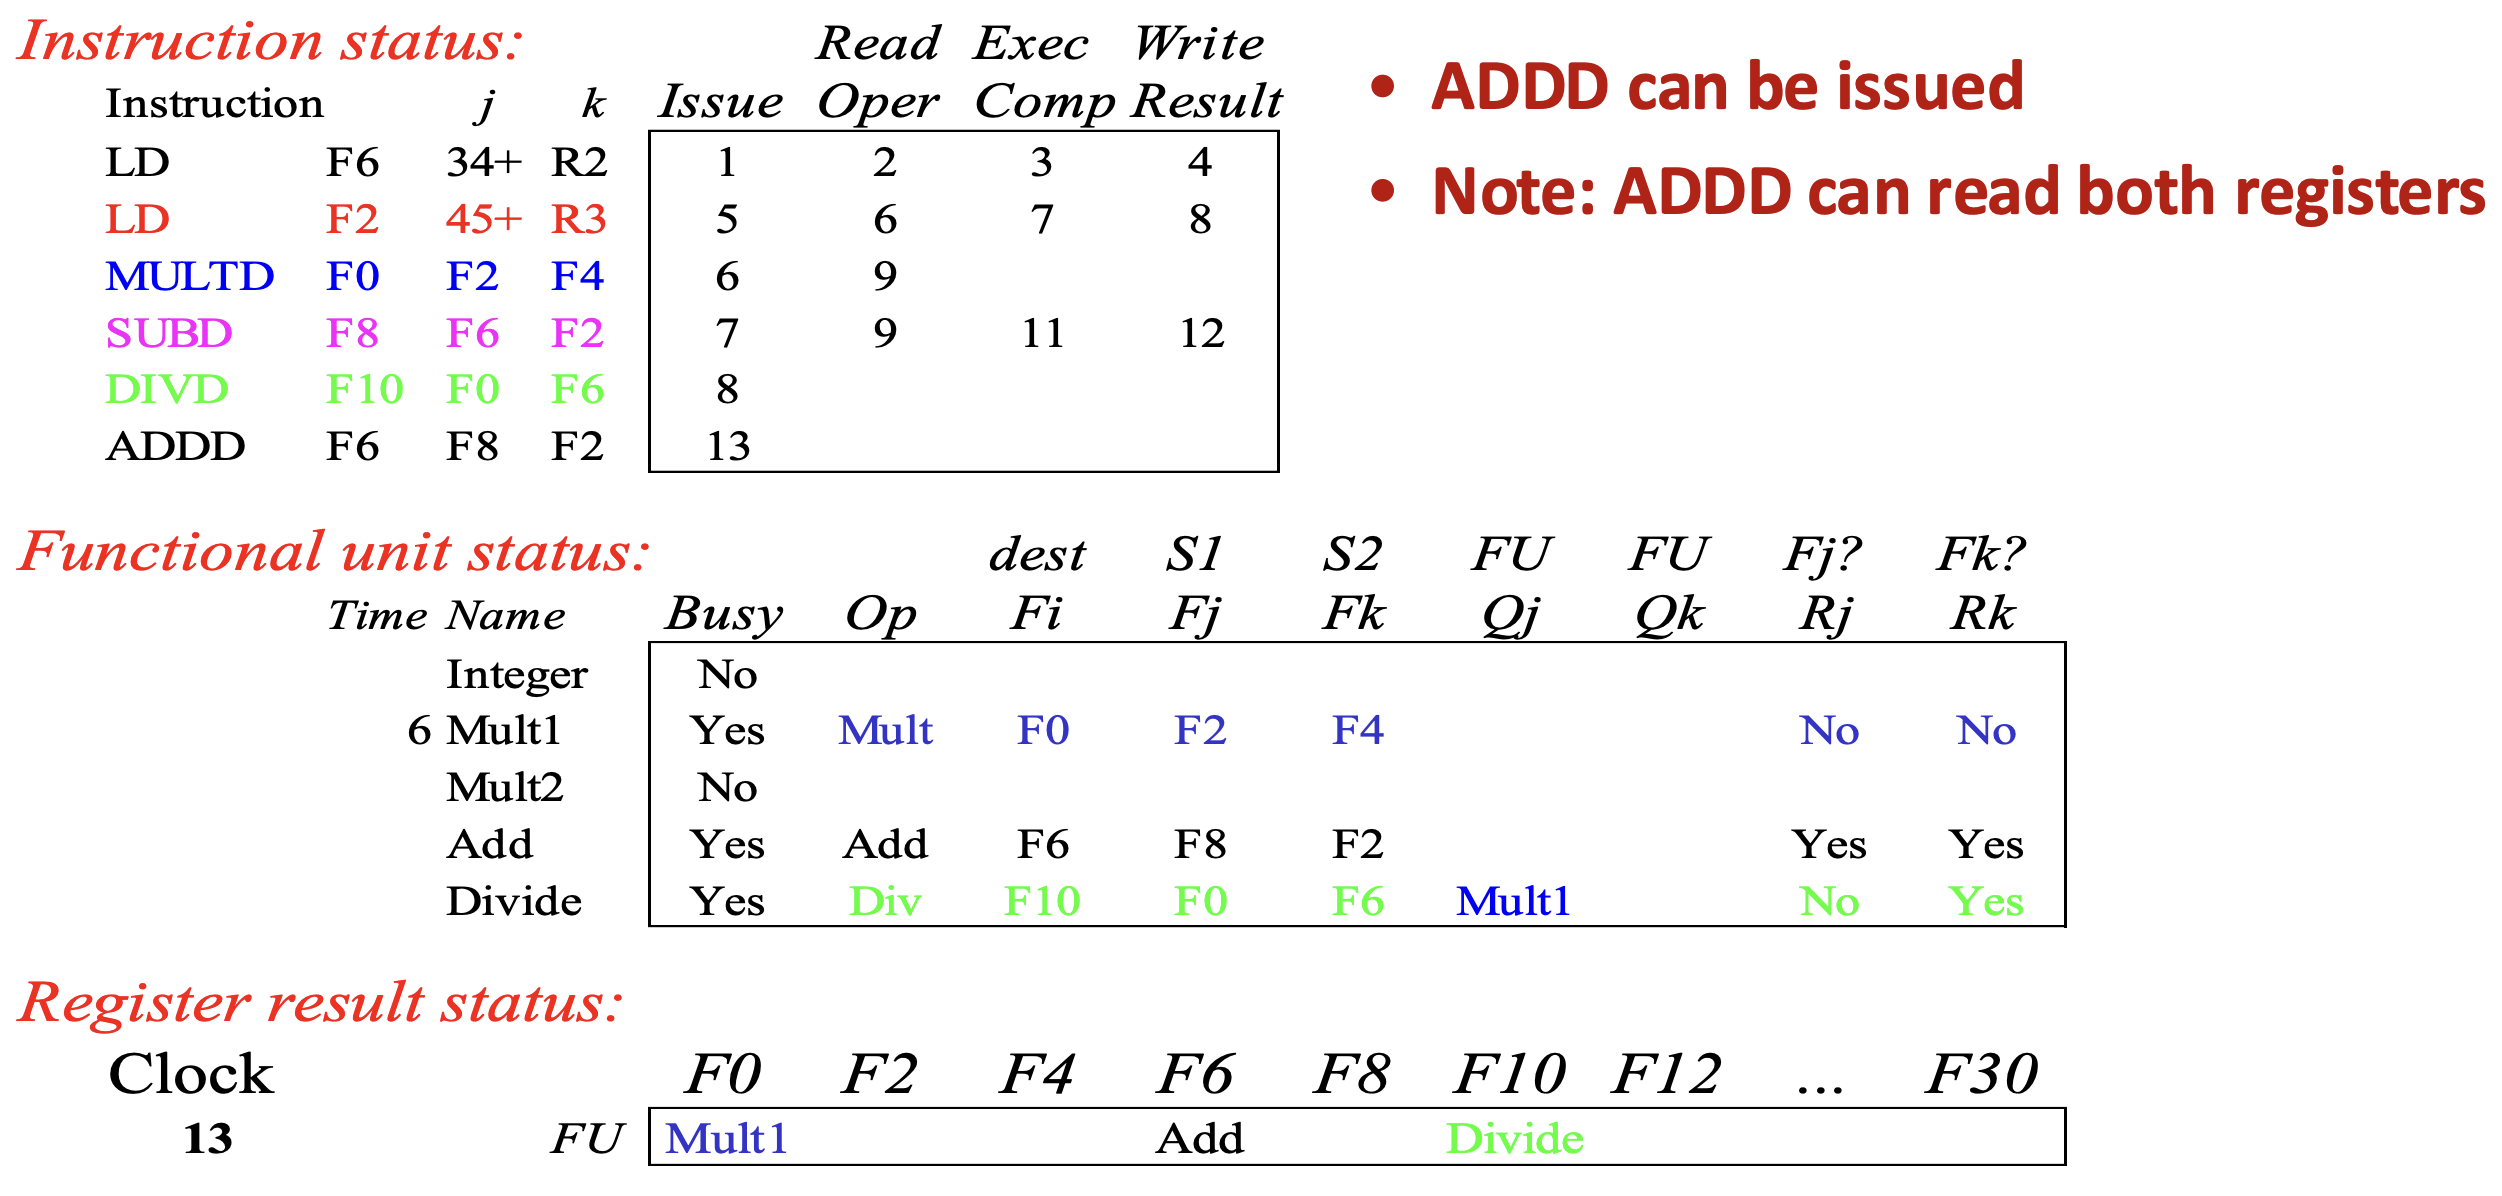 Instruction status:
Read Exec Write
Instruction j k Issue Oper Comp Result
LD F6 34+ R2 1 2 3 4
LD F2 45+ R3 5 6 7 8
MULTD F0 F2 F4 6 9
SUBD F8 F6 F2 7 9 11 12
DIVD F10 F0 F6 8
ADDD F6 F8 F2 13
• ADDD can be issued
• Note: ADDD can read both registers
Functional unit status:
dest S1 S2 FU FU Fj? Fk?
Time Name Busy Op Fi Fj Fk Qj Qk Rj Rk
Integer No
6 Mult1 Yes Mult F0 F2 F4 No No
Mult2 No
Add Yes Add F6 F8 F2 Yes Yes
Divide Yes Div F10 F0 F6 Mult1 No Yes
Register result status:
Clock F0 F2 F4 F6 F8 F10 F12 ... F30
13 FU Mult1 Add Divide